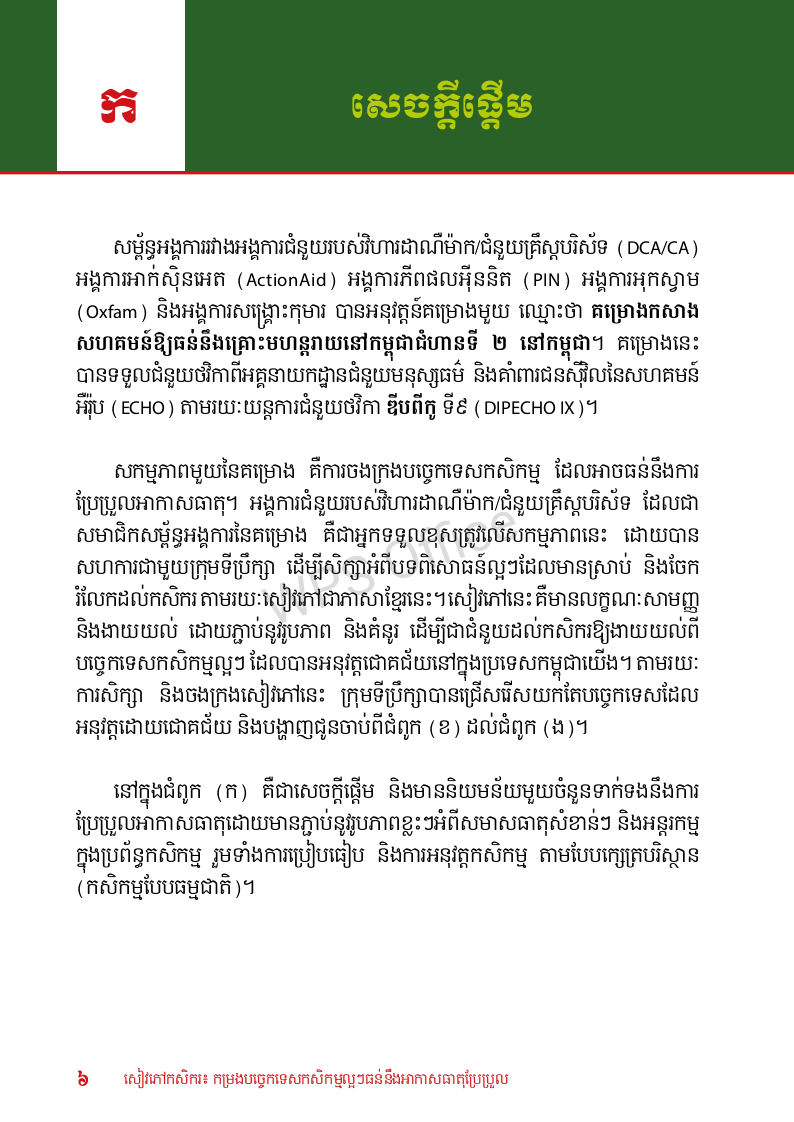 ក
សេចក្តីផ្តើម
សម្ព័ន្ធអង្គការរវាងអង្គការជំនួយរបស់វិហារដាណឺម៉ាក/ជំនួយគ្រឹស្តបរិស័ទ (DCA/CA)
អង្គការអាក់ស៊ិនអេត (ActionAid) អង្គការភីពផលអ៊ីននិត (PIN) អង្គការអុកស្វាម
(Oxfam) និងអង្គការសង្គ្រោះកុមារ បានអនុវត្តន៍គម្រោងមួយ ឈ្មោះថា គម្រោងកសាង
សហគមន៍ឱ្យធន់នឹងគ្រោះមហន្តរាយនៅកម្ពុជាជំហានទី ២ នៅកម្ពុជា។ គម្រោងនេះ
បានទទួលជំនួយថវិកាពីអគ្គនាយកដ្ឋានជំនួយមនុស្សធម៌ និងគាំពារជនស៊ីវិលនៃសហគមន៍
អឺរ៉ុប (ECHO) តាមរយៈយន្តការជំនួយថវិកា ឌីបពីកូ ទី៩ (DIPECHO IX)។
សកម្មភាពមួយនៃគម្រោង គឺការចងក្រងបច្ចេកទេសកសិកម្ម ដែលអាចធន់នឹងការ
ប្រែប្រួលអាកាសធាតុ។ អង្គការជំនួយរបស់វិហារដាណឺម៉ាក/ជំនួយគ្រឹស្តបរិស័ទ ដែលជា
សមាជិកសម្ព័ន្ធអង្គការនៃគម្រោង គឺជាអ្នកទទួលខុសត្រូវលើសកម្មភាពនេះ ដោយបាន
សហការជាមួយក្រុមទីប្រឹក្សា ដើម្បីសិក្សាអំពីបទពិសោធន៍ល្អៗដែលមានស្រាប់ និងចែក
រំលែកដល់កសិករ តាមរយៈសៀវភៅជាភាសាខ្មែរនេះ។ សៀវភៅនេះ គឺមានលក្ខណៈសាមញ្ញ
និងងាយយល់ ដោយភ្ជាប់នូវរូបភាព និងគំនូរ ដើម្បីជាជំនួយដល់កសិករឱ្យងាយយល់ពី
បច្ចេកទេសកសិកម្មល្អៗ ដែលបានអនុវត្តជោគជ័យនៅក្នុងប្រទេសកម្ពុជាយើង។ តាមរយៈ
ការសិក្សា និងចងក្រងសៀវភៅនេះ ក្រុមទីប្រឹក្សាបានជ្រើសរើសយកតែបច្ចេកទេសដែល
អនុវត្តដោយជោគជ័យ និងបង្ហាញជូនចាប់ពីជំពូក (ខ) ដល់ជំពូក (ង)។
នៅក្នុងជំពូក (ក) គឺជាសេចក្តីផ្តើម និងមាននិយមន័យមួយចំនួនទាក់ទងនឹងការ
ប្រែប្រួលអាកាសធាតុដោយមានភ្ជាប់នូវរូបភាពខ្លះៗអំពីសមាសធាតុសំខាន់ៗ និងអន្តរកម្ម
ក្នុងប្រព័ន្ធកសិកម្ម រួមទាំងការប្រៀបធៀប និងការអនុវត្តកសិកម្ម តាមបែបក្សេត្របរិស្ថាន
(កសិកម្មបែបធម្មជាតិ)។
WPS Office
៦ សៀវភៅកសិករ៖ កម្រងបច្ចេកទេសកសិកម្មល្អៗធន់នឹងអាកាសធាតុប្រែប្រួល